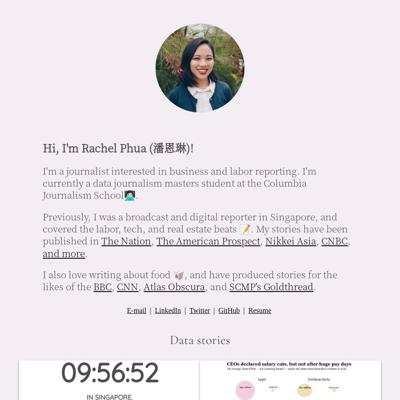 Hi, I'm Rachel Phua (潘恩琳)!
I'm a journalist interested in business and labor reporting. I'm
currently a data journalism masters student at the Columbia
Journalism School👩🏻‍💻.
Previously, I was a broadcast and digital reporter in Singapore, and
covered the labor, tech, and real estate beats 📝. My stories have been
published in The Nation, The American Prospect, Nikkei Asia, CNBC,
and more.
I also love writing about food 🥡, and have produced stories for the
likes of the BBC, CNN, Atlas Obscura, and SCMP's Goldthread.
E-mail | LinkedIn | Twitter | GitHub | Resume
Data stories
09:56:52
IN SINGAPORE.
CEOs declared salary cuts, but not after huge pay days